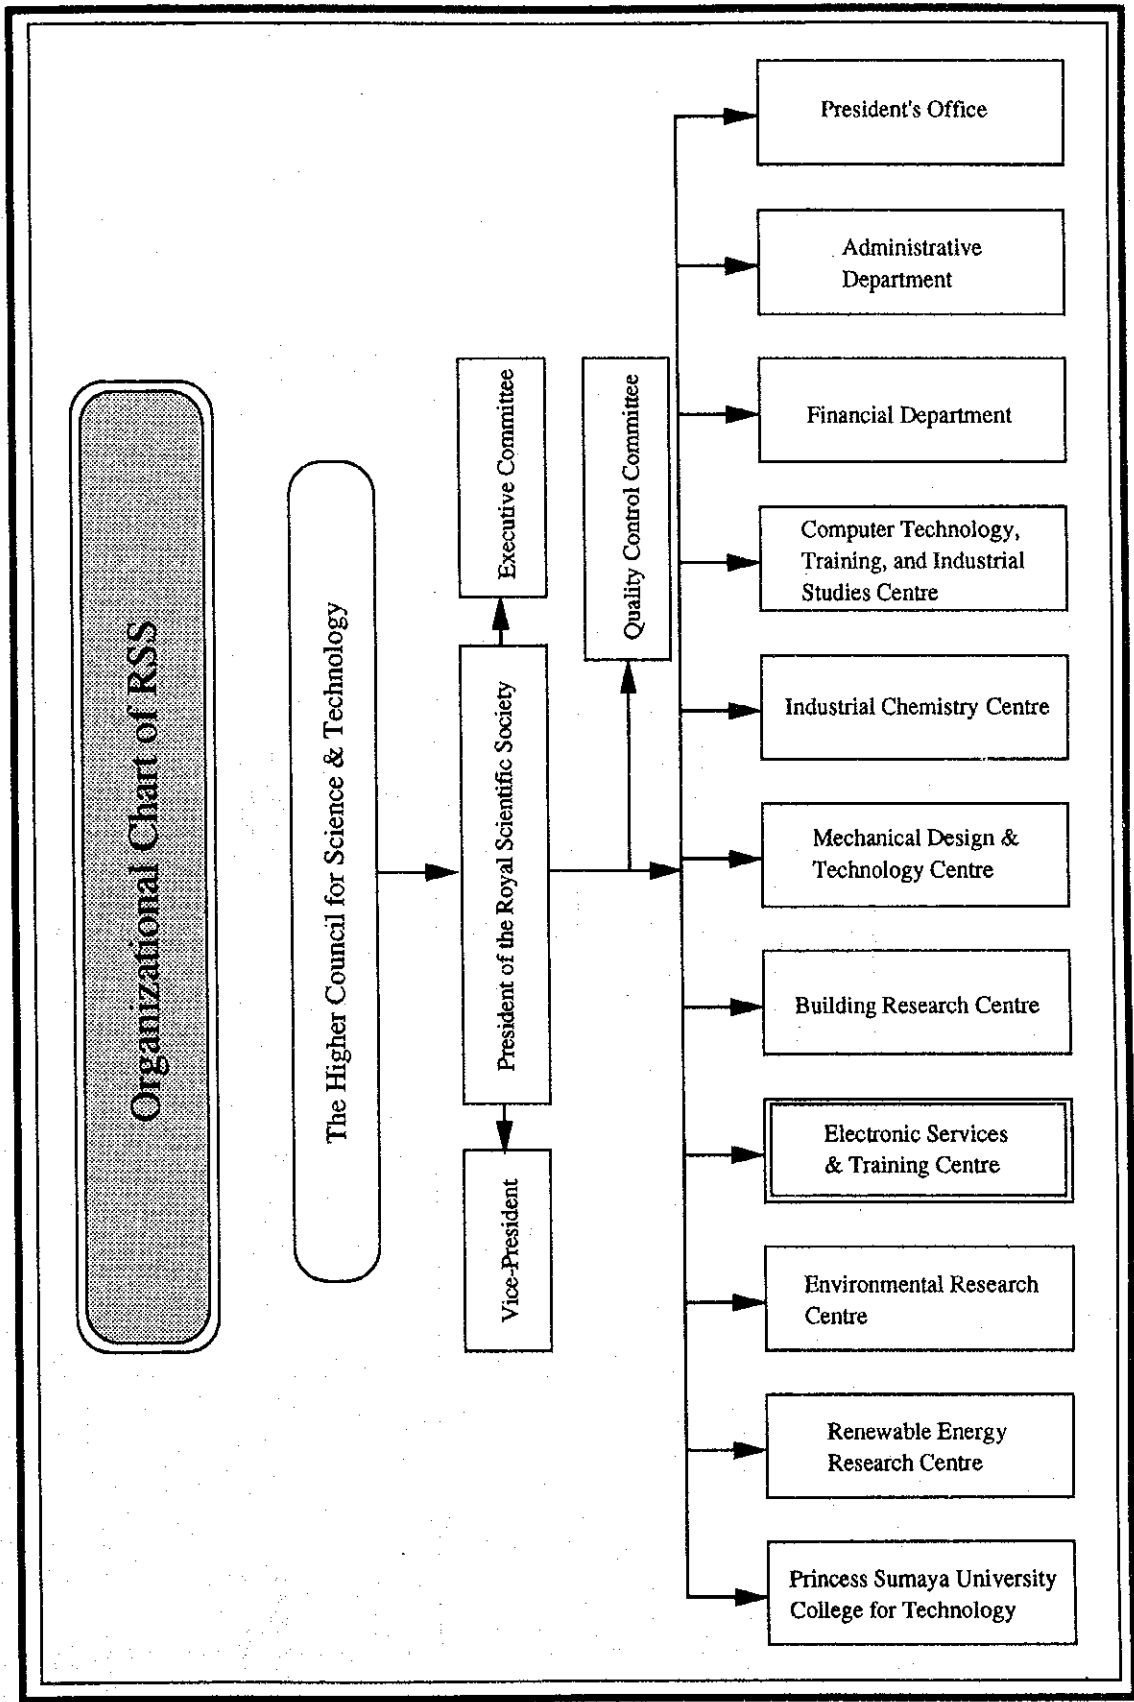 Organizational Chart of RSS
The Higher Council for Science & Technology
Vice-President
President of the Royal Scientific Society
Executive Committee
Quality Control Committee
President's Office
Administrative
Department
Financial Department
Computer Technology,
Training, and Industrial
Studies Centre
Industrial Chemistry Centre
Mechanical Design &
Technology Centre
Building Research Centre
Electronic Services
& Training Centre
Environmental Research
Centre
Renewable Energy
Research Centre
Princess Sumaya University
College for Technology